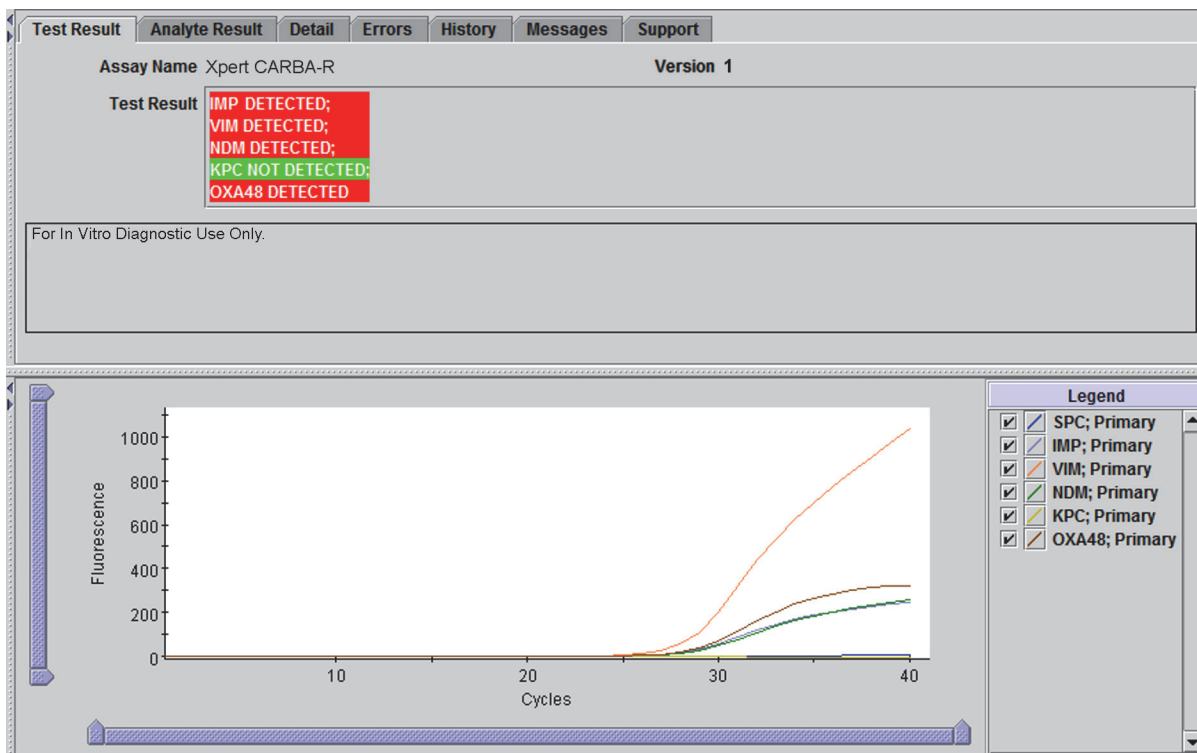 Test Result Analyte Result Detail Errors History Messages Support
Assay Name Xpert CARBA-R Version 1
Test Result IMP DETECTED;
VIM DETECTED;
NDM DETECTED;
KPC NOT DETECTED;
OXA48 DETECTED
For In Vitro Diagnostic Use Only.
Legend
SPC; Primary
IMP; Primary
VIM; Primary
NDM; Primary
KPC; Primary
OXA48; Primary
Fluorescence
1000
800
600
400
200
0
10 20 30 40
Cycles